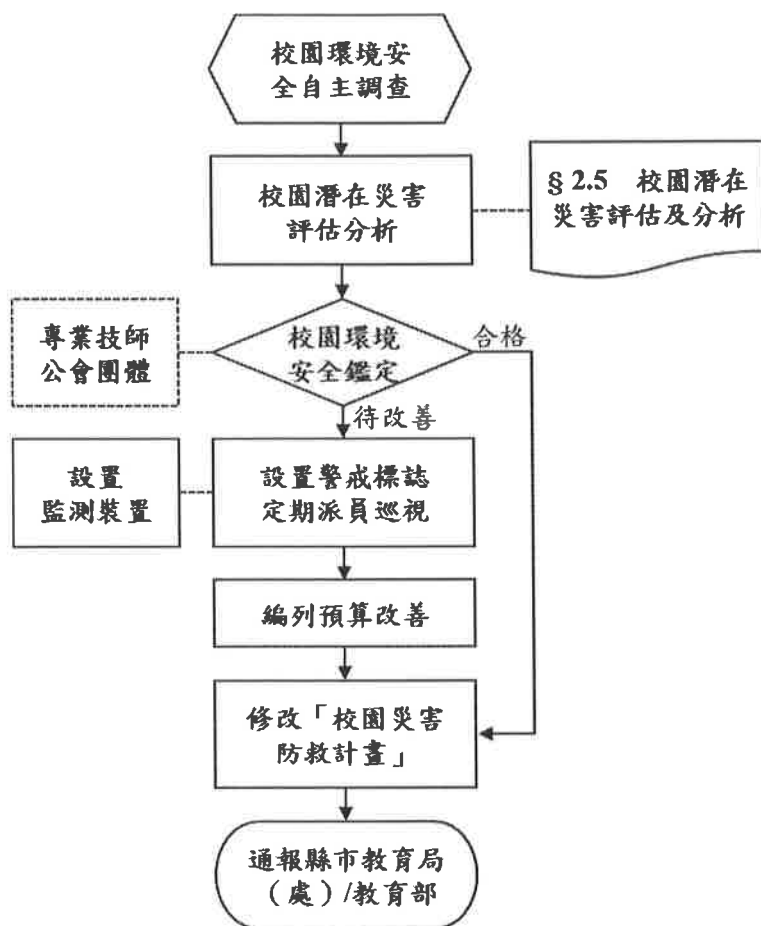 校園環境安
全自主調查
校園潛在災害
評估分析
§ 2.5 校園潛在
災害評估及分析
專業技師
公會團體
校園環境
安全鑑定
合格
待改善
設置
監測裝置
設置警戒標誌
定期派員巡視
編列預算改善
修改「校園災害
防救計畫」
通報縣市教育局
（處）/教育部